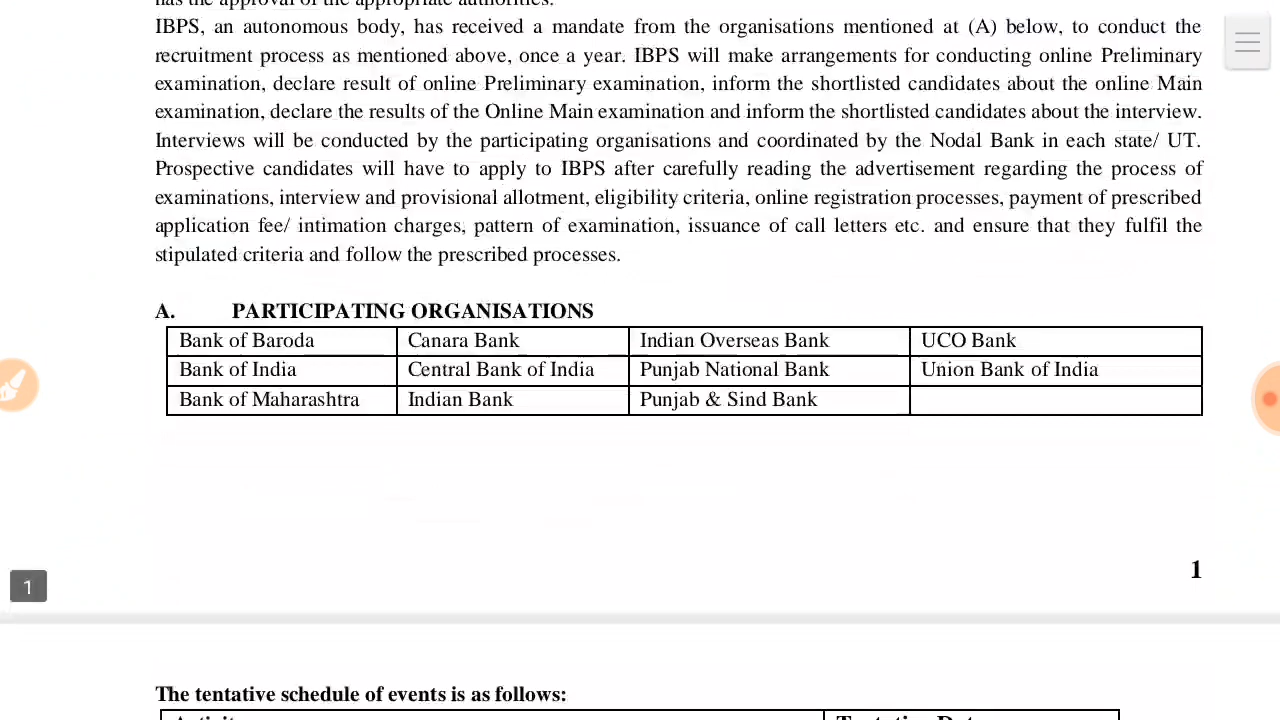 has the approval of the appropriate authorities.
IBPS, an autonomous body, has received a mandate from the organisations mentioned at (A) below, to conduct the
recruitment process as mentioned above, once a year. IBPS will make arrangements for conducting online Preliminary
examination, declare result of online Preliminary examination, inform the shortlisted candidates about the online Main
examination, declare the results of the Online Main examination and inform the shortlisted candidates about the interview.
Interviews will be conducted by the participating organisations and coordinated by the Nodal Bank in each state/ UT.
Prospective candidates will have to apply to IBPS after carefully reading the advertisement regarding the process of
examinations, interview and provisional allotment, eligibility criteria, online registration processes, payment of prescribed
application fee/ intimation charges, pattern of examination, issuance of call letters etc. and ensure that they fulfil the
stipulated criteria and follow the prescribed processes.
A. PARTICIPATING ORGANISATIONS
Bank of Baroda Canara Bank Indian Overseas Bank UCO Bank
Bank of India Central Bank of India Punjab National Bank Union Bank of India
Bank of Maharashtra Indian Bank Punjab & Sind Bank
1
1
The tentative schedule of events is as follows: